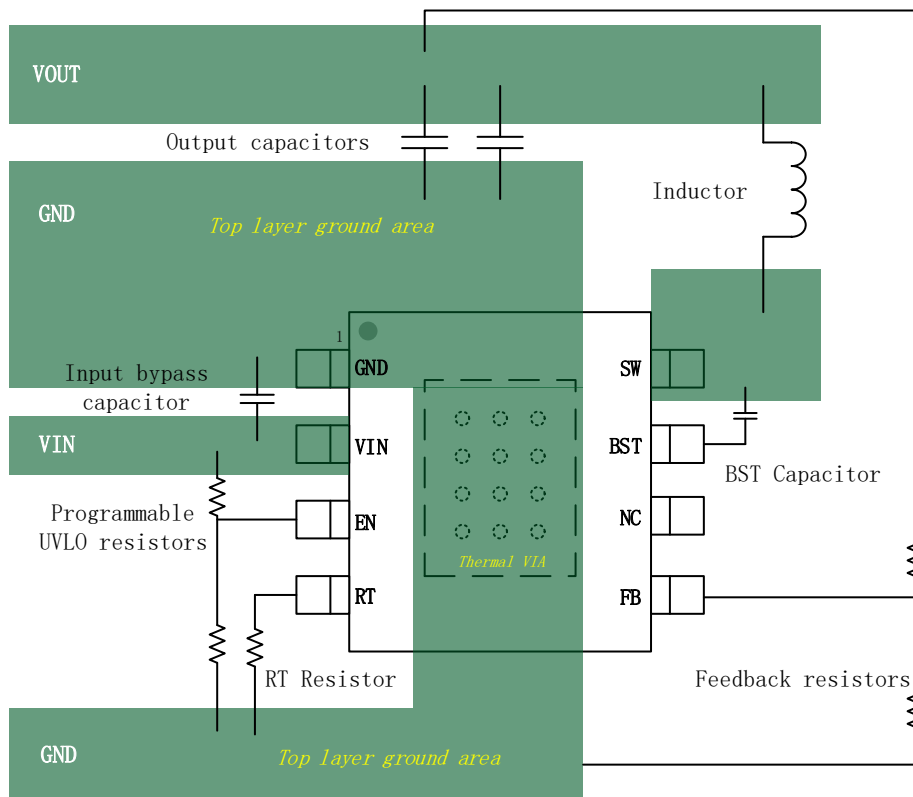 VOUT
Output capacitors
Inductor
GND
Top layer ground area
1
GND
SW
Input bypass
capacitor
VIN
VIN
BST
BST Capacitor
Programmable
UVLO resistors
EN
NC
Thermal VIA
RT
FB
RT Resistor
Feedback resistors
GND
Top layer ground area